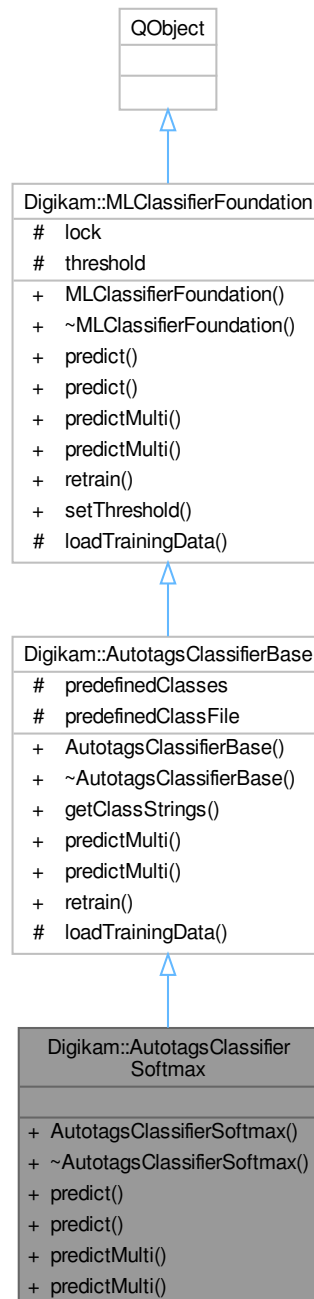 QObject
Digikam::MLClassifierFoundation
# lock
# threshold
+ MLClassifierFoundation()
+ ~MLClassifierFoundation()
+ predict()
+ predict()
+ predictMulti()
+ predictMulti()
+ retrain()
+ setThreshold()
# loadTrainingData()
Digikam::AutotagsClassifierBase
# predefinedClasses
# predefinedClassFile
+ AutotagsClassifierBase()
+ ~AutotagsClassifierBase()
+ getClassStrings()
+ predictMulti()
+ predictMulti()
+ retrain()
# loadTrainingData()
Digikam::AutotagsClassifier
Softmax
+ AutotagsClassifierSoftmax()
+ ~AutotagsClassifierSoftmax()
+ predict()
+ predict()
+ predictMulti()
+ predictMulti()